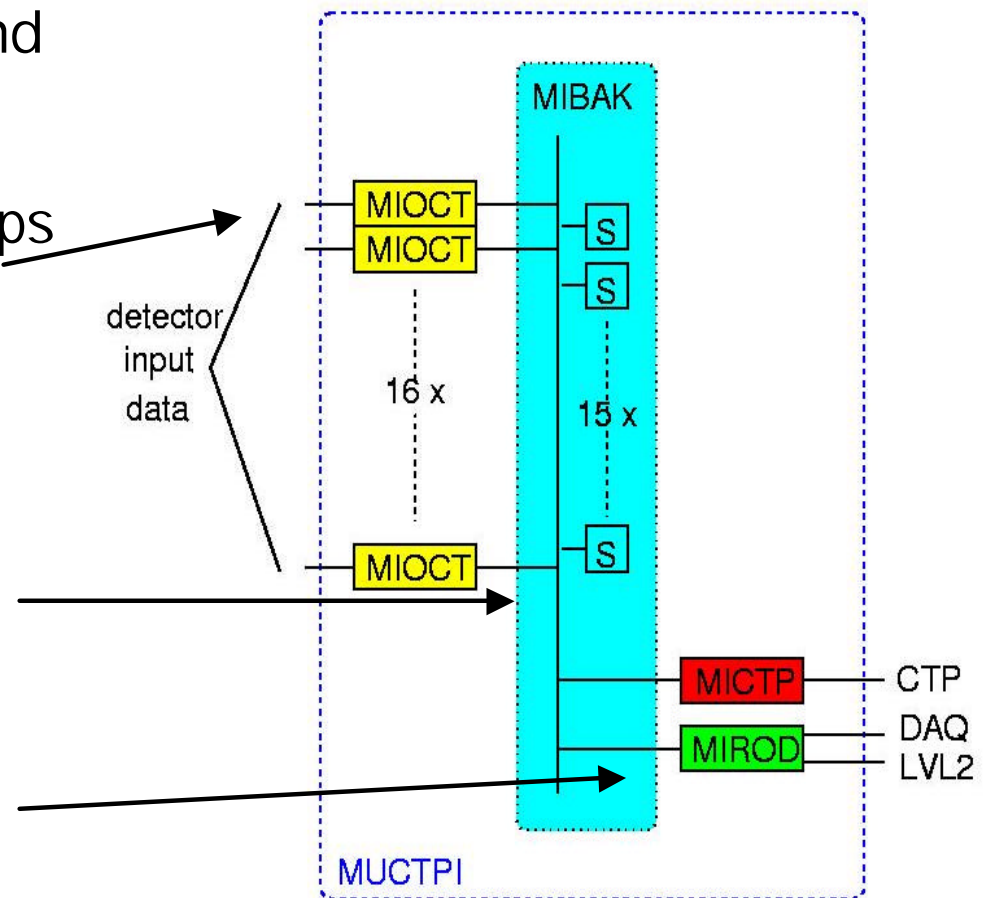 nd
MIBAK
MIOCT
S
ps
MIOCT
S
detector
input
data
16 x
15 x
MIOCT
S
MICTP
CTP
MIROD
DAQ
LVL2
MUCTPI